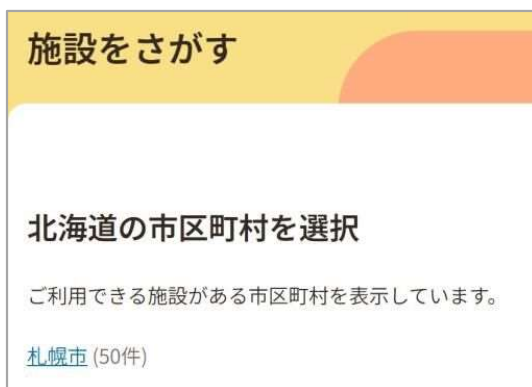 施設をさがす
北海道の市区町村を選択
ご利用できる施設がある市区町村を表示しています。
札幌市 (50件)